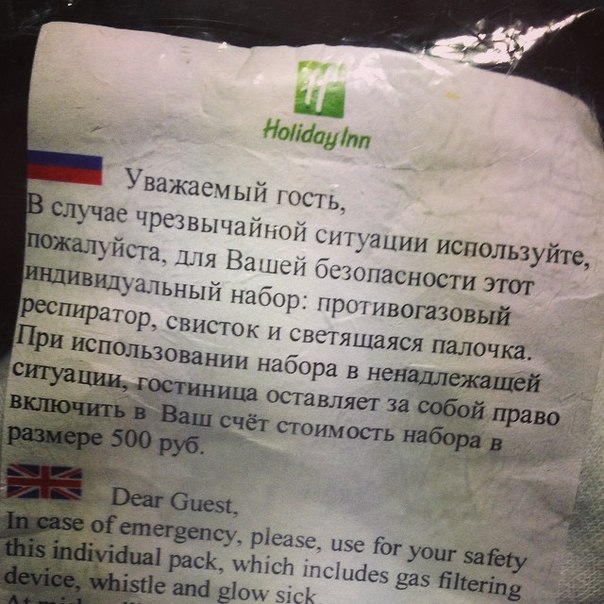 Holiday Inn
Уважаемый гость,
В случае чрезвычайной ситуации используйте,
пожалуйста, для Вашей безопасности этот
индивидуальный набор: противогазовый
респиратор, свисток и светящаяся палочка.
При использовании набора в ненадлежащей
ситуации, гостиница оставляет за собой право
включить в Ваш счёт стоимость набора в
размере 500 руб.
Dear Guest,
In case of emergency, please, use for your safety
this individual pack, which includes gas filtering
device, whistle and glow sick